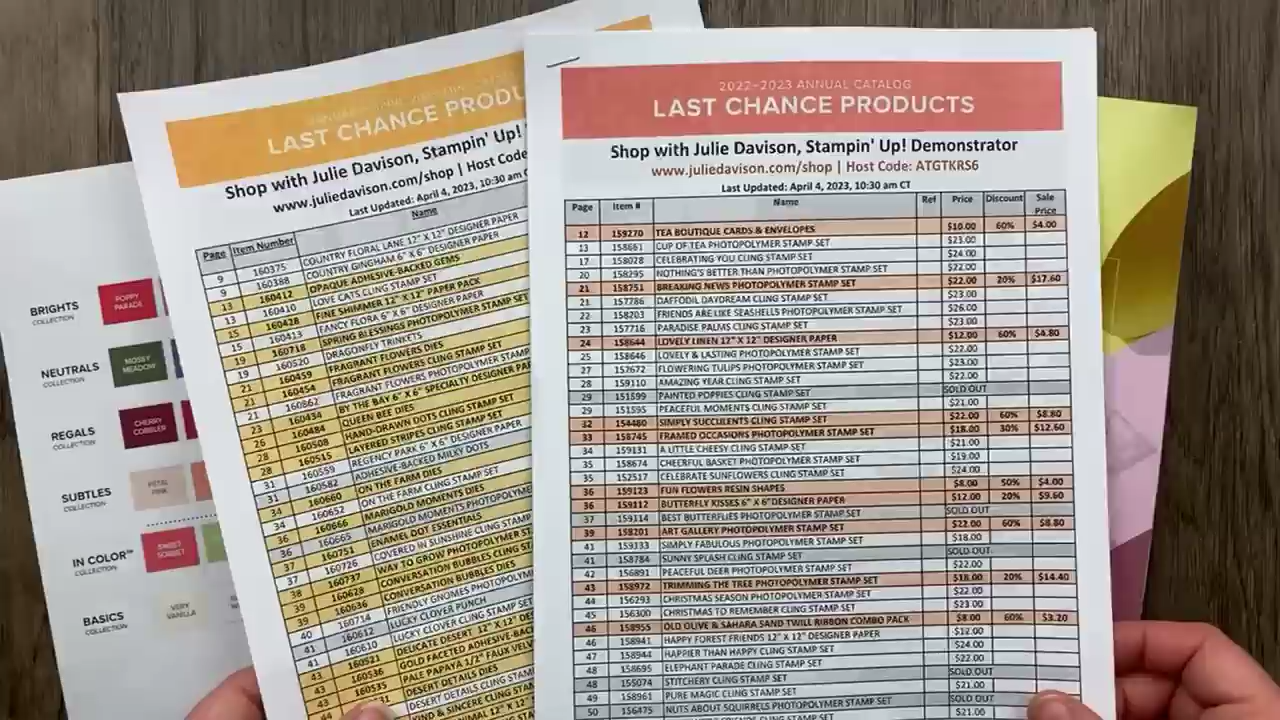 BRIGHTS
COLLECTION
POPPY
PARADE
NEUTRALS
COLLECTION
MOSSY
MEADOW
REGALS
COLLECTION
CHERRY
COBBLER
SUBTLES
COLLECTION
PETAL
PINK
IN COLOR™
COLLECTION
SWEET
SORBET
BASICS
COLLECTION
VERY
VANILLA
LAST CHANCE PRODU
Shop with Julie Davison, Stampin' Up!
www.juliedavison.com/shop | Host Code:
Last Updated: April 4, 2023, 10:30 am C
Page Item Number Name
9 160375 COUNTRY FLORAL LANE 12" X 12" DESIGNER PAPER
9 160388 COUNTRY GINGHAM 6" X 6" DESIGNER PAPER
13 160412 OPAQUE ADHESIVE-BACKED GEMS
13 160410 LOVE CATS CLING STAMP SET
15 160428 FINE SHIMMER 12" X 12" PAPER PACK
15 160413 FANCY FLORA 6" X 6" DESIGNER PAPER
19 160718 SPRING BLESSINGS PHOTOPOLYMER STAMP SET
19 160520 DRAGONFLY TRINKETS
21 160459 FRAGRANT FLOWERS DIES
21 160454 FRAGRANT FLOWERS CLING STAMP SET
21 160862 FRAGRANT FLOWERS PHOTOPOLYMER STAMP
23 160434 BY THE BAY 6" X 6" SPECIALTY DESIGNER PA
26 160484 QUEEN BEE DIES
28 160508 HAND-DRAWN DOTS CLING STAMP SET
28 160515 LAYERED STRIPES CLING STAMP SET
31 160559 REGENCY PARK 6" X 6" DESIGNER PAPER
31 160582 ADHESIVE-BACKED MILKY DOTS
34 160660 ON THE FARM DIES
34 160652 ON THE FARM CLING STAMP SET
36 160666 MARIGOLD MOMENTS DIES
36 160665 MARIGOLD MOMENTS PHOTOPOLYME
37 160751 ENAMEL DOT ESSENTIALS
37 160726 COVERED IN SUNSHINE CLING STAM
38 160737 WAY TO GROW PHOTOPOLYMER
39 160628 CONVERSATION BUBBLES CLING
39 160636 CONVERSATION BUBBLES DIES
40 160714 FRIENDLY GNOMES PHOTOPOLYM
41 160612 LUCKY CLOVER PUNCH
41 160610 LUCKY CLOVER CLING STAMP SE
43 160521 DELICATE DESERT 12" X 12" DE
43 160536 GOLD FACETED ADHESIVE-BAC
43 160535 PALE PAPAYA 1/2" FAUX VELV
DESERT DETAILS DIES
DESERT DETAILS CLING STAM
KIND & SINCERE CLING STAM
2022–2023 ANNUAL CATALOG
LAST CHANCE PRODUCTS
Shop with Julie Davison, Stampin' Up! Demonstrator
www.juliedavison.com/shop | Host Code: ATGTKRS6
Last Updated: April 4, 2023, 10:30 am CT
Page Item # Name Ref Price Discount Sale Price
12 159270 TEA BOUTIQUE CARDS & ENVELOPES $10.00 60% $4.00
13 158661 CUP OF TEA PHOTOPOLYMER STAMP SET $23.00
17 158028 CELEBRATING YOU CLING STAMP SET $24.00
20 158295 NOTHING'S BETTER THAN PHOTOPOLYMER STAMP SET $22.00
21 158751 BREAKING NEWS PHOTOPOLYMER STAMP SET $22.00 20% $17.60
21 157786 DAFFODIL DAYDREAM CLING STAMP SET $23.00
22 158203 FRIENDS ARE LIKE SEASHELLS PHOTOPOLYMER STAMP SET $26.00
23 157716 PARADISE PALMS CLING STAMP SET $23.00
24 158644 LOVELY LINEN 12" X 12" DESIGNER PAPER $12.00 60% $4.80
25 158646 LOVELY & LASTING PHOTOPOLYMER STAMP SET $22.00
27 152672 FLOWERING TULIPS PHOTOPOLYMER STAMP SET $23.00
28 159110 AMAZING YEAR CLING STAMP SET $22.00
29 151599 PAINTED POPPIES CLING STAMP SET SOLD OUT
29 151595 PEACEFUL MOMENTS CLING STAMP SET $21.00
32 154480 SIMPLY SUCCULENTS CLING STAMP SET $22.00 60% $8.80
33 158745 FRAMED OCCASIONS PHOTOPOLYMER STAMP SET $18.00 30% $12.60
34 159131 A LITTLE CHEESY CLING STAMP SET $21.00
35 158674 CHEERFUL BASKET PHOTOPOLYMER STAMP SET $19.00
35 152517 CELEBRATE SUNFLOWERS CLING STAMP SET $24.00
36 159123 FUN FLOWERS RESIN SHAPES $8.00 50% $4.00
36 159112 BUTTERFLY KISSES 6" X 6"DESIGNER PAPER $12.00 20% $9.60
37 159114 BEST BUTTERFLIES PHOTOPOLYMER STAMP SET SOLD OUT
39 158201 ART GALLERY PHOTOPOLYMER STAMP SET $22.00 60% $8.80
41 159133 SIMPLY FABULOUS PHOTOPOLYMER STAMP SET $18.00
41 158784 SUNNY SPLASH CLING STAMP SET SOLD OUT
42 156891 PEACEFUL DEER PHOTOPOLYMER STAMP SET $22.00
43 158972 TRIMMING THE TREE PHOTOPOLYMER STAMP SET $18.00 20% $14.40
44 156293 CHRISTMAS SEASON PHOTOPOLYMER STAMP SET $22.00
45 156300 CHRISTMAS TO REMEMBER CLING STAMP SET $23.00
46 158955 OLD OLIVE & SAHARA SAND TWILL RIBBON COMBO PACK $8.00 60% $3.20
46 158941 HAPPY FOREST FRIENDS 12" X 12" DESIGNER PAPER $12.00
47 158944 HAPPIER THAN HAPPY CLING STAMP SET $24.00
48 158695 ELEPHANT PARADE CLING STAMP SET $22.00
48 155074 STITCHERY CLING STAMP SET SOLD OUT
49 158961 PURE MAGIC CLING STAMP SET $21.00
50 156475 NUTS ABOUT SQUIRRELS PHOTOPOLYMER STAMP SET SOLD OUT
$21.00